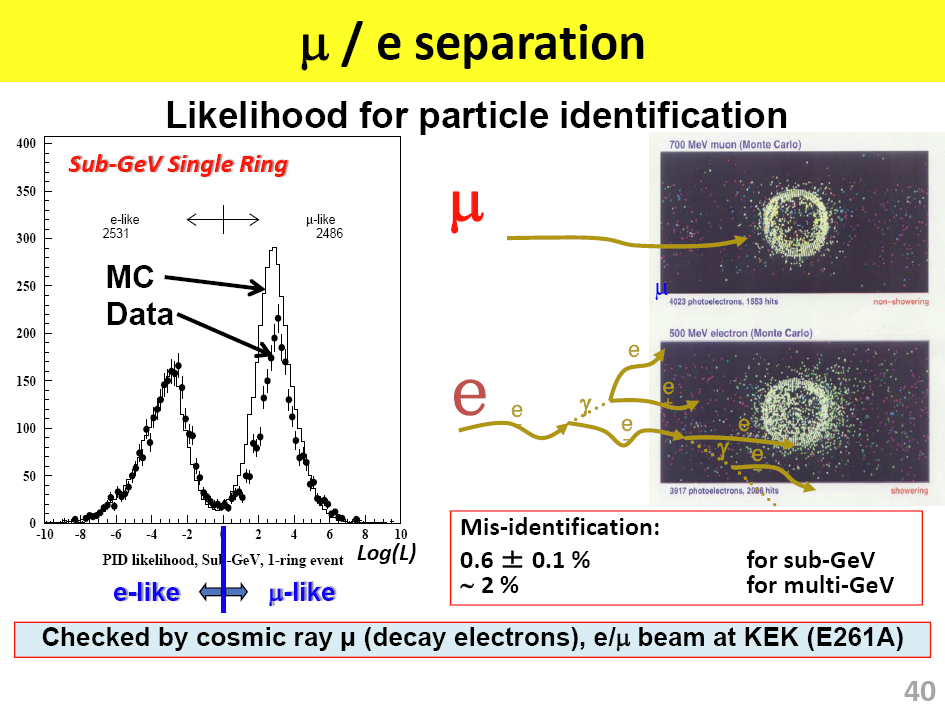 μ / e separation
Likelihood for particle identification
Sub-GeV Single Ring
400
350
300
250
200
150
100
50
0
e-like
2531
μ-like
2486
MC
Data
-10 -8 -6 -4 -2 0 2 4 6 8 10
PID likelihood, Sub-GeV, 1-ring event
Log(L)
e-like
μ-like
μ
700 MeV muon (Monte Carlo)
μ
4023 photoelectrons, 1553 hits
non-showering
500 MeV electron (Monte Carlo)
e
e
γ
e
e
e
e
γ
e
3917 photoelectrons, 2086 hits
showering
Mis-identification:
0.6 ± 0.1 % for sub-GeV
~ 2 % for multi-GeV
Checked by cosmic ray μ (decay electrons), e/μ beam at KEK (E261A)
40